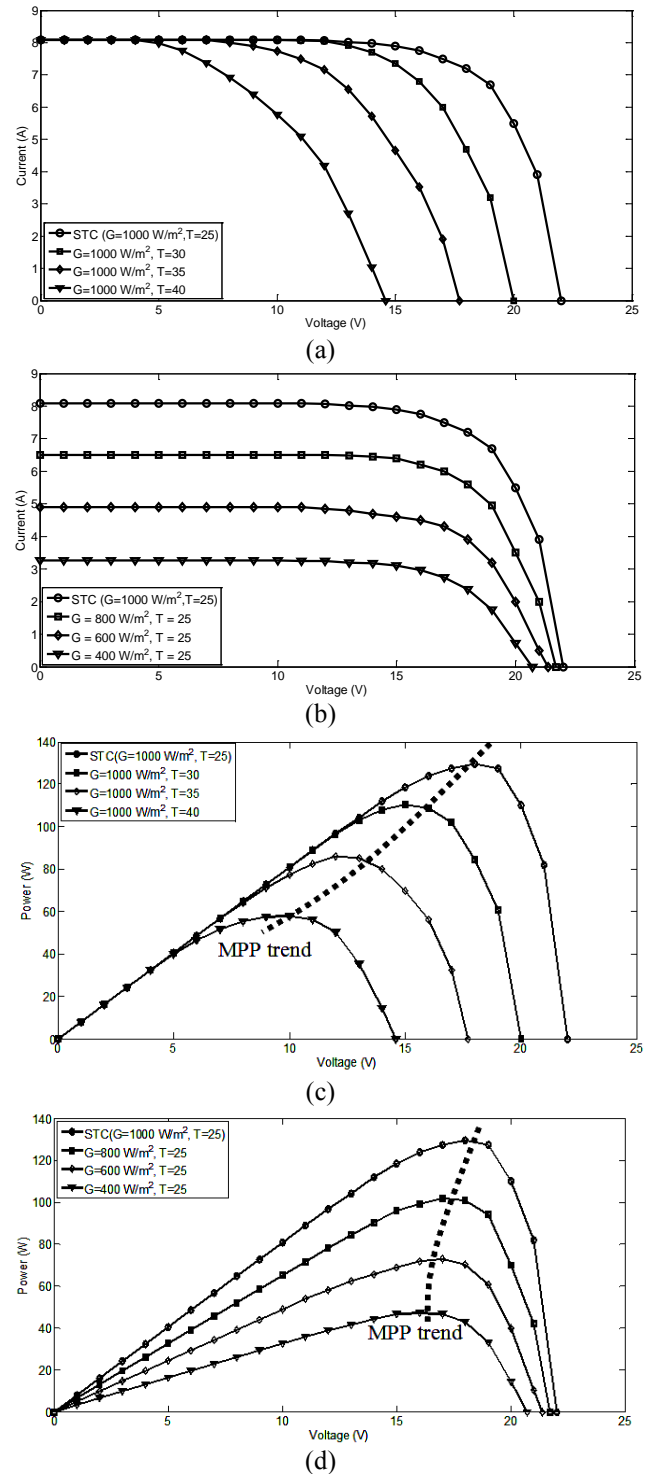 9
8
7
6
5
4
3
2
1
0
Current (A)
STC (G=1000 W/m²,T=25)
G=1000 W/m², T=30
G=1000 W/m², T=35
G=1000 W/m², T=40
5 10 15 20 25
Voltage (V)
(a)
9
8
7
6
5
4
3
2
1
0
Current (A)
STC (G=1000 W/m²,T=25)
G = 800 W/m², T = 25
G = 600 W/m², T = 25
G = 400 W/m², T = 25
0 5 10 15 20 25
Voltage (V)
(b)
140
120
100
80
60
40
20
0
Power (W)
STC(G=1000 W/m², T=25)
G=1000 W/m², T=30
G=1000 W/m², T=35
G=1000 W/m², T=40
MPP trend
0 5 10 15 20 25
Voltage (V)
(c)
140
120
100
80
60
40
20
0
Power (W)
STC(G=1000 W/m², T=25)
G=800 W/m², T=25
G=600 W/m², T=25
G=400 W/m², T=25
MPP trend
0 5 10 15 20 25
Voltage (V)
(d)